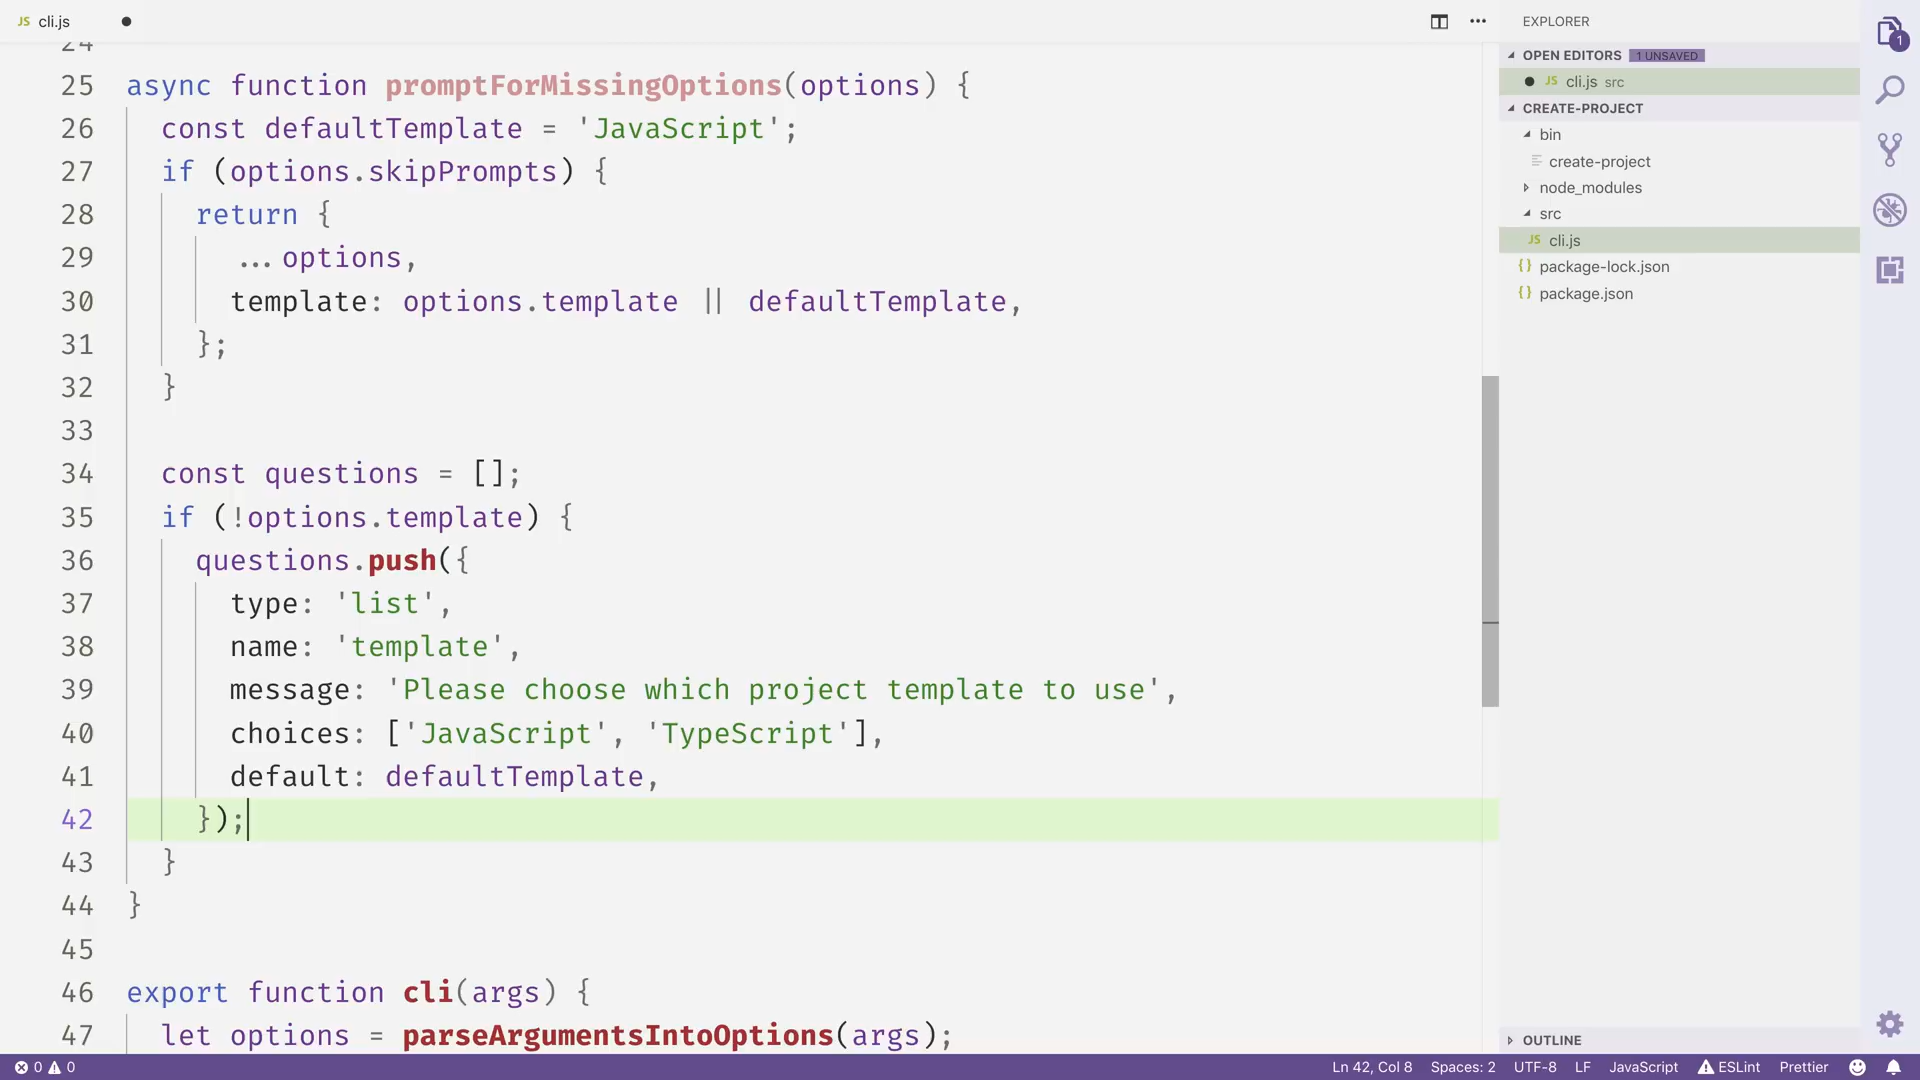 JS cli.js
EXPLORER
OPEN EDITORS 1 UNSAVED
JS cli.js src
CREATE-PROJECT
bin
create-project
node_modules
src
JS cli.js
{} package-lock.json
{} package.json
OUTLINE
1
24
25 async function promptForMissingOptions(options) {
26 const defaultTemplate = 'JavaScript';
27 if (options.skipPrompts) {
28 return {
29 ...options,
30 template: options.template || defaultTemplate,
31 };
32 }
33
34 const questions = [];
35 if (!options.template) {
36 questions.push({
37 type: 'list',
38 name: 'template',
39 message: 'Please choose which project template to use',
40 choices: ['JavaScript', 'TypeScript'],
41 default: defaultTemplate,
42 });
43 }
44 }
45
46 export function cli(args) {
47 let options = parseArgumentsIntoOptions(args);
0 0 Ln 42, Col 8 Spaces: 2 UTF-8 LF JavaScript ESLint Prettier